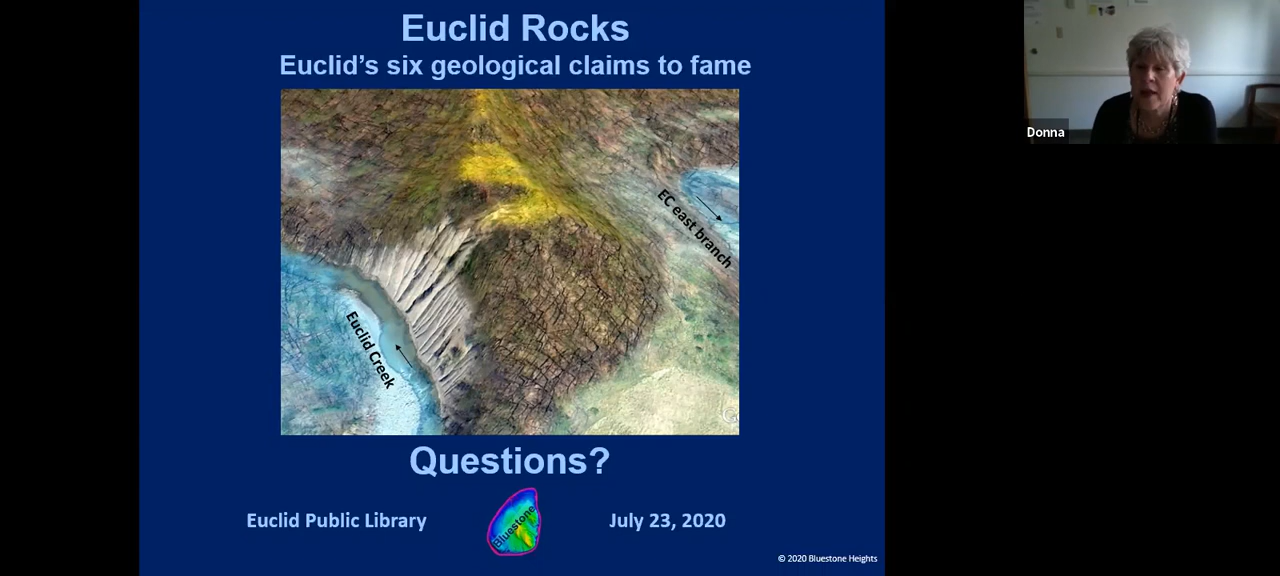 Euclid Rocks
Euclid’s six geological claims to fame
EC east branch
Euclid Creek
Questions?
Euclid Public Library
Bluestone
July 23, 2020
© 2020 Bluestone Heights
Donna